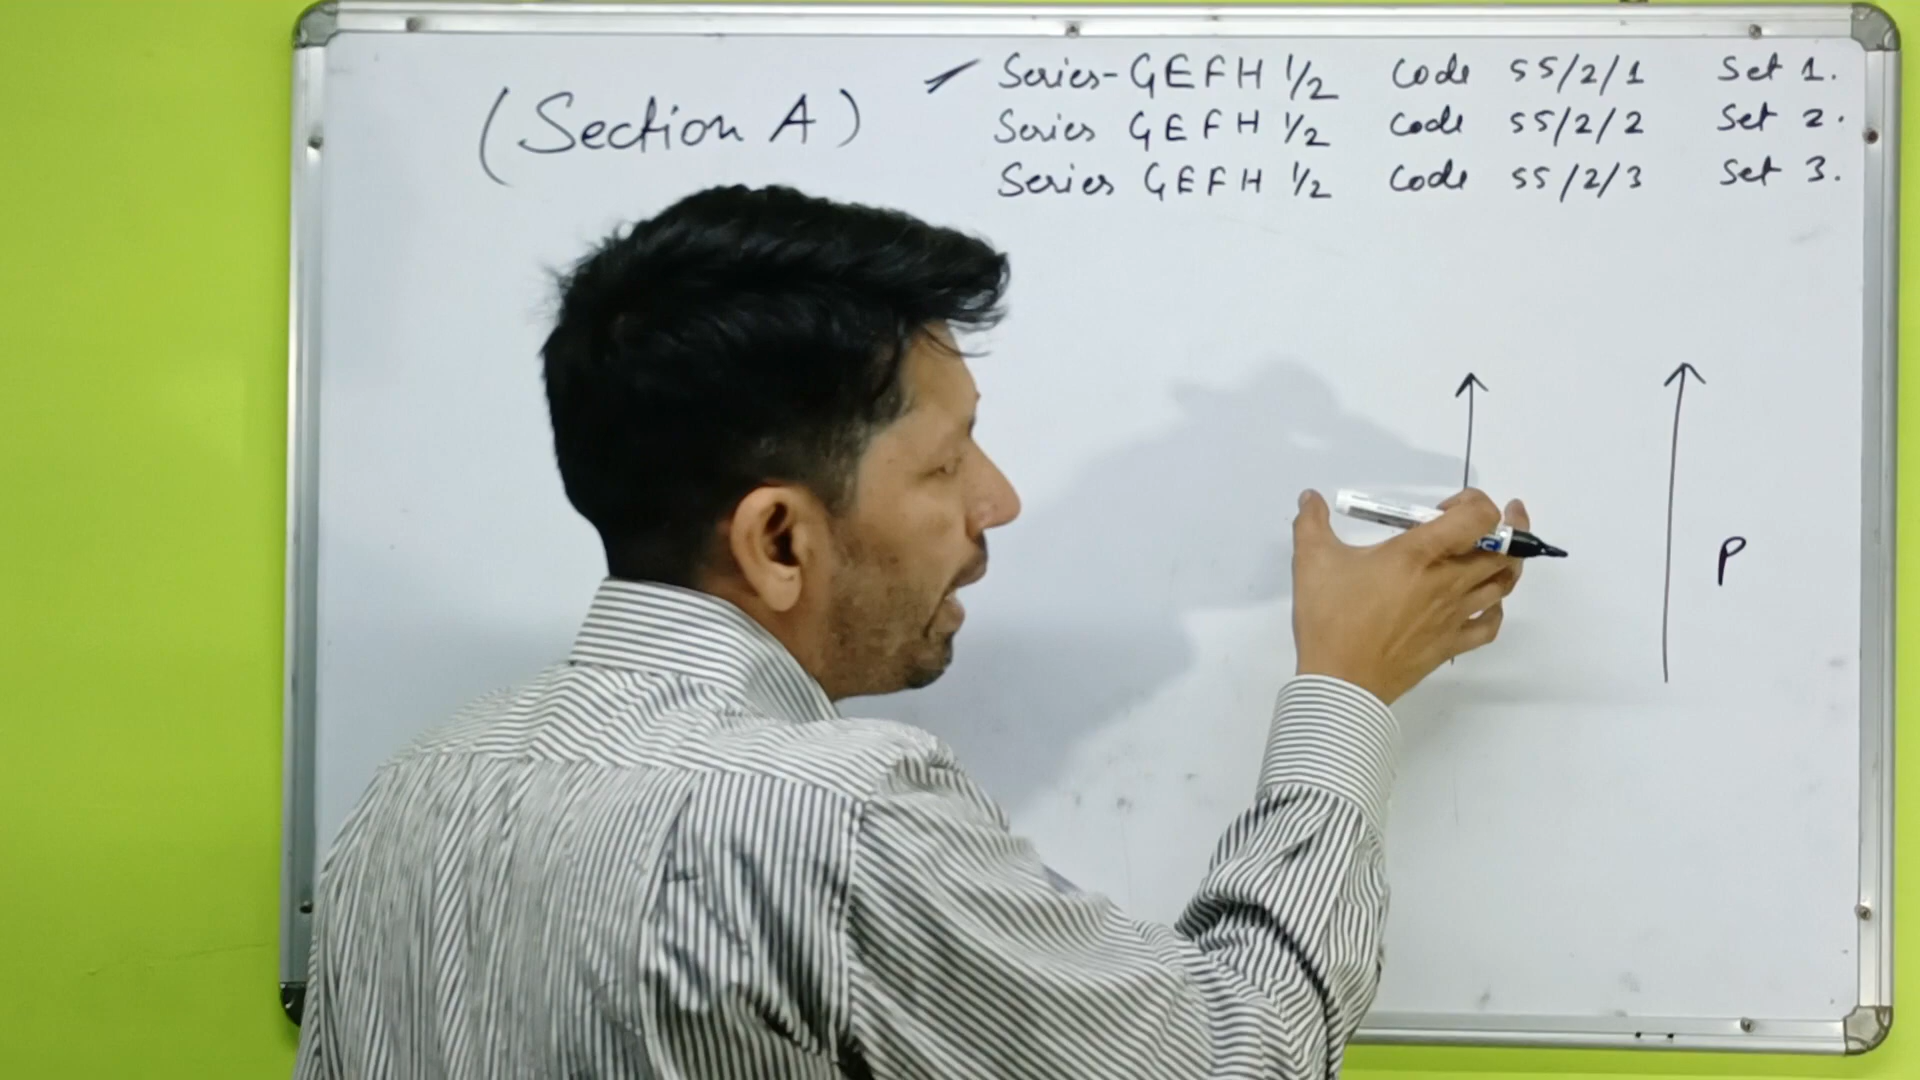 (Section A)
Series-GEFH 1/2 Code 55/2/1 Set 1.
Series GEFH 1/2 Code 55/2/2 Set 2.
Series GEFH 1/2 Code 55/2/3 Set 3.
P